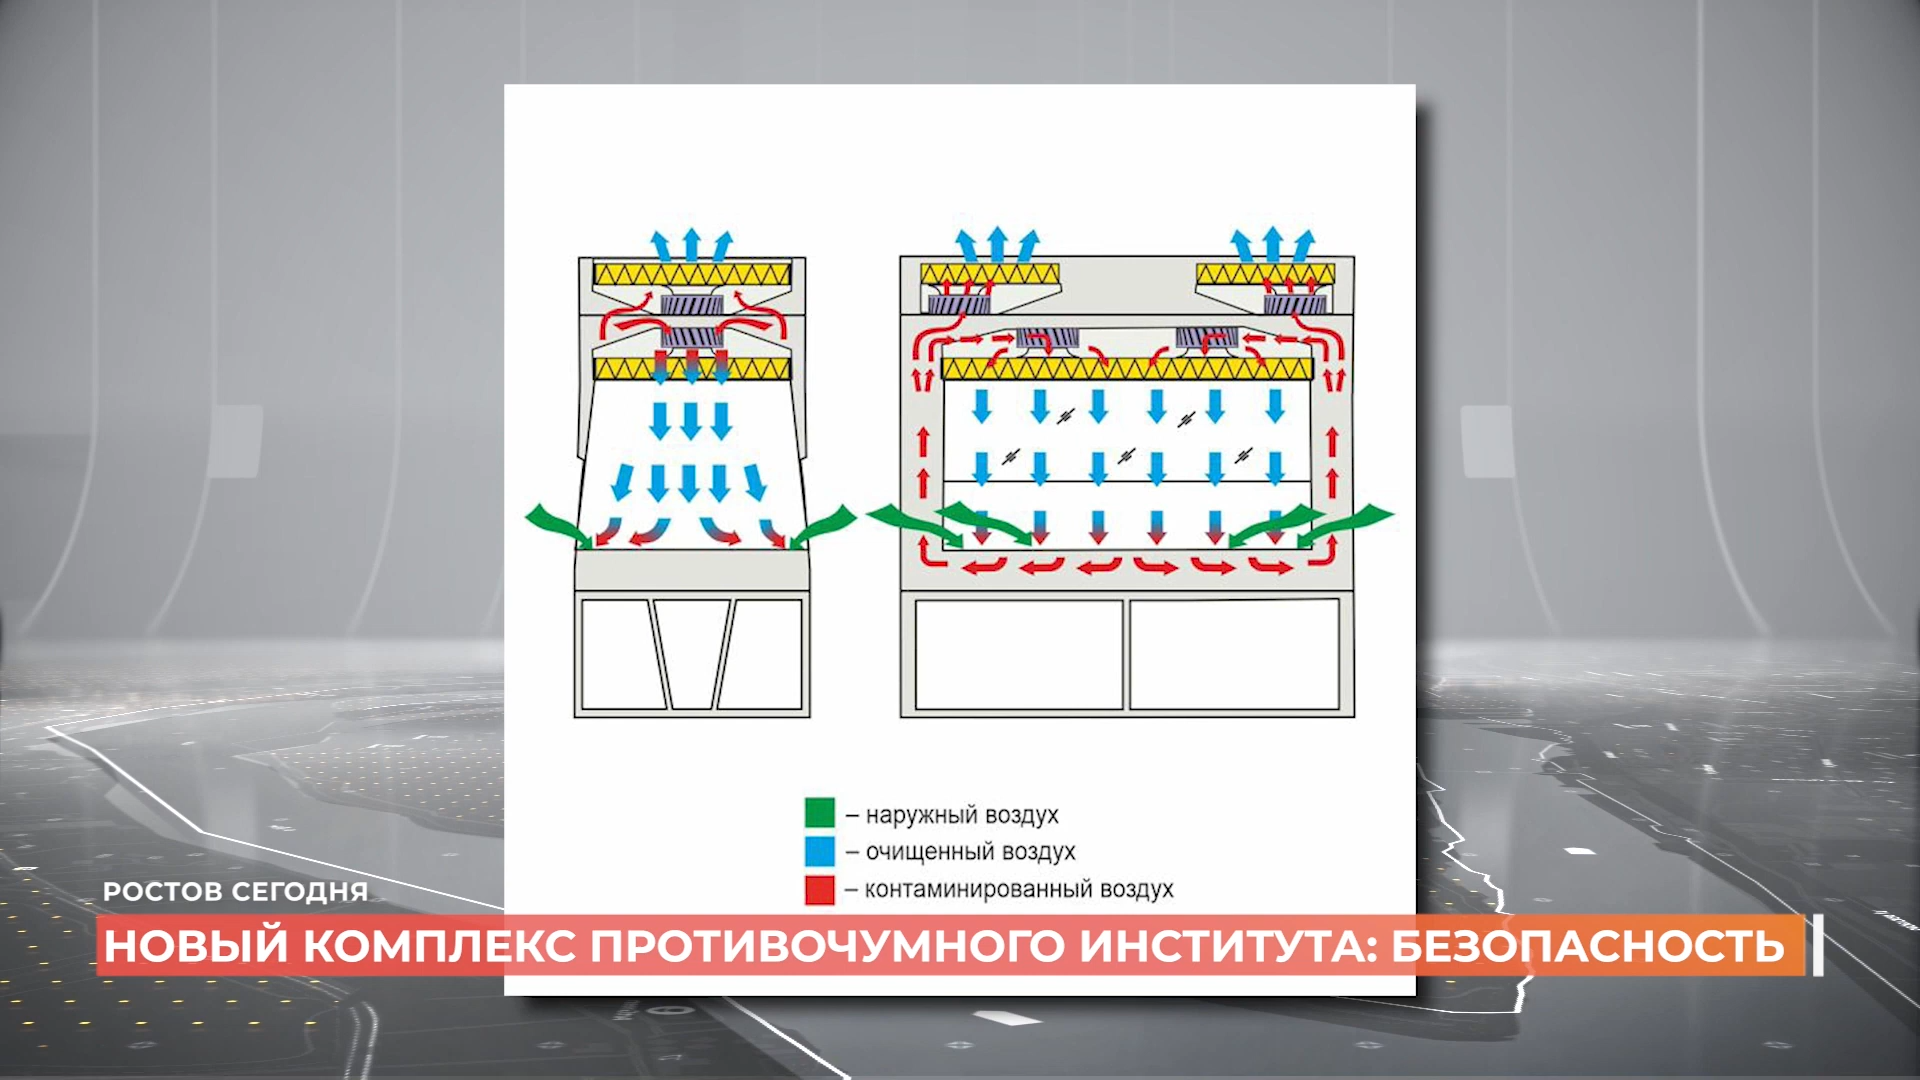 – наружный воздух
– очищенный воздух
– контаминированный воздух
РОСТОВ СЕГОДНЯ
НОВЫЙ КОМПЛЕКС ПРОТИВОЧУМНОГО ИНСТИТУТА: БЕЗОПАСНОСТЬ